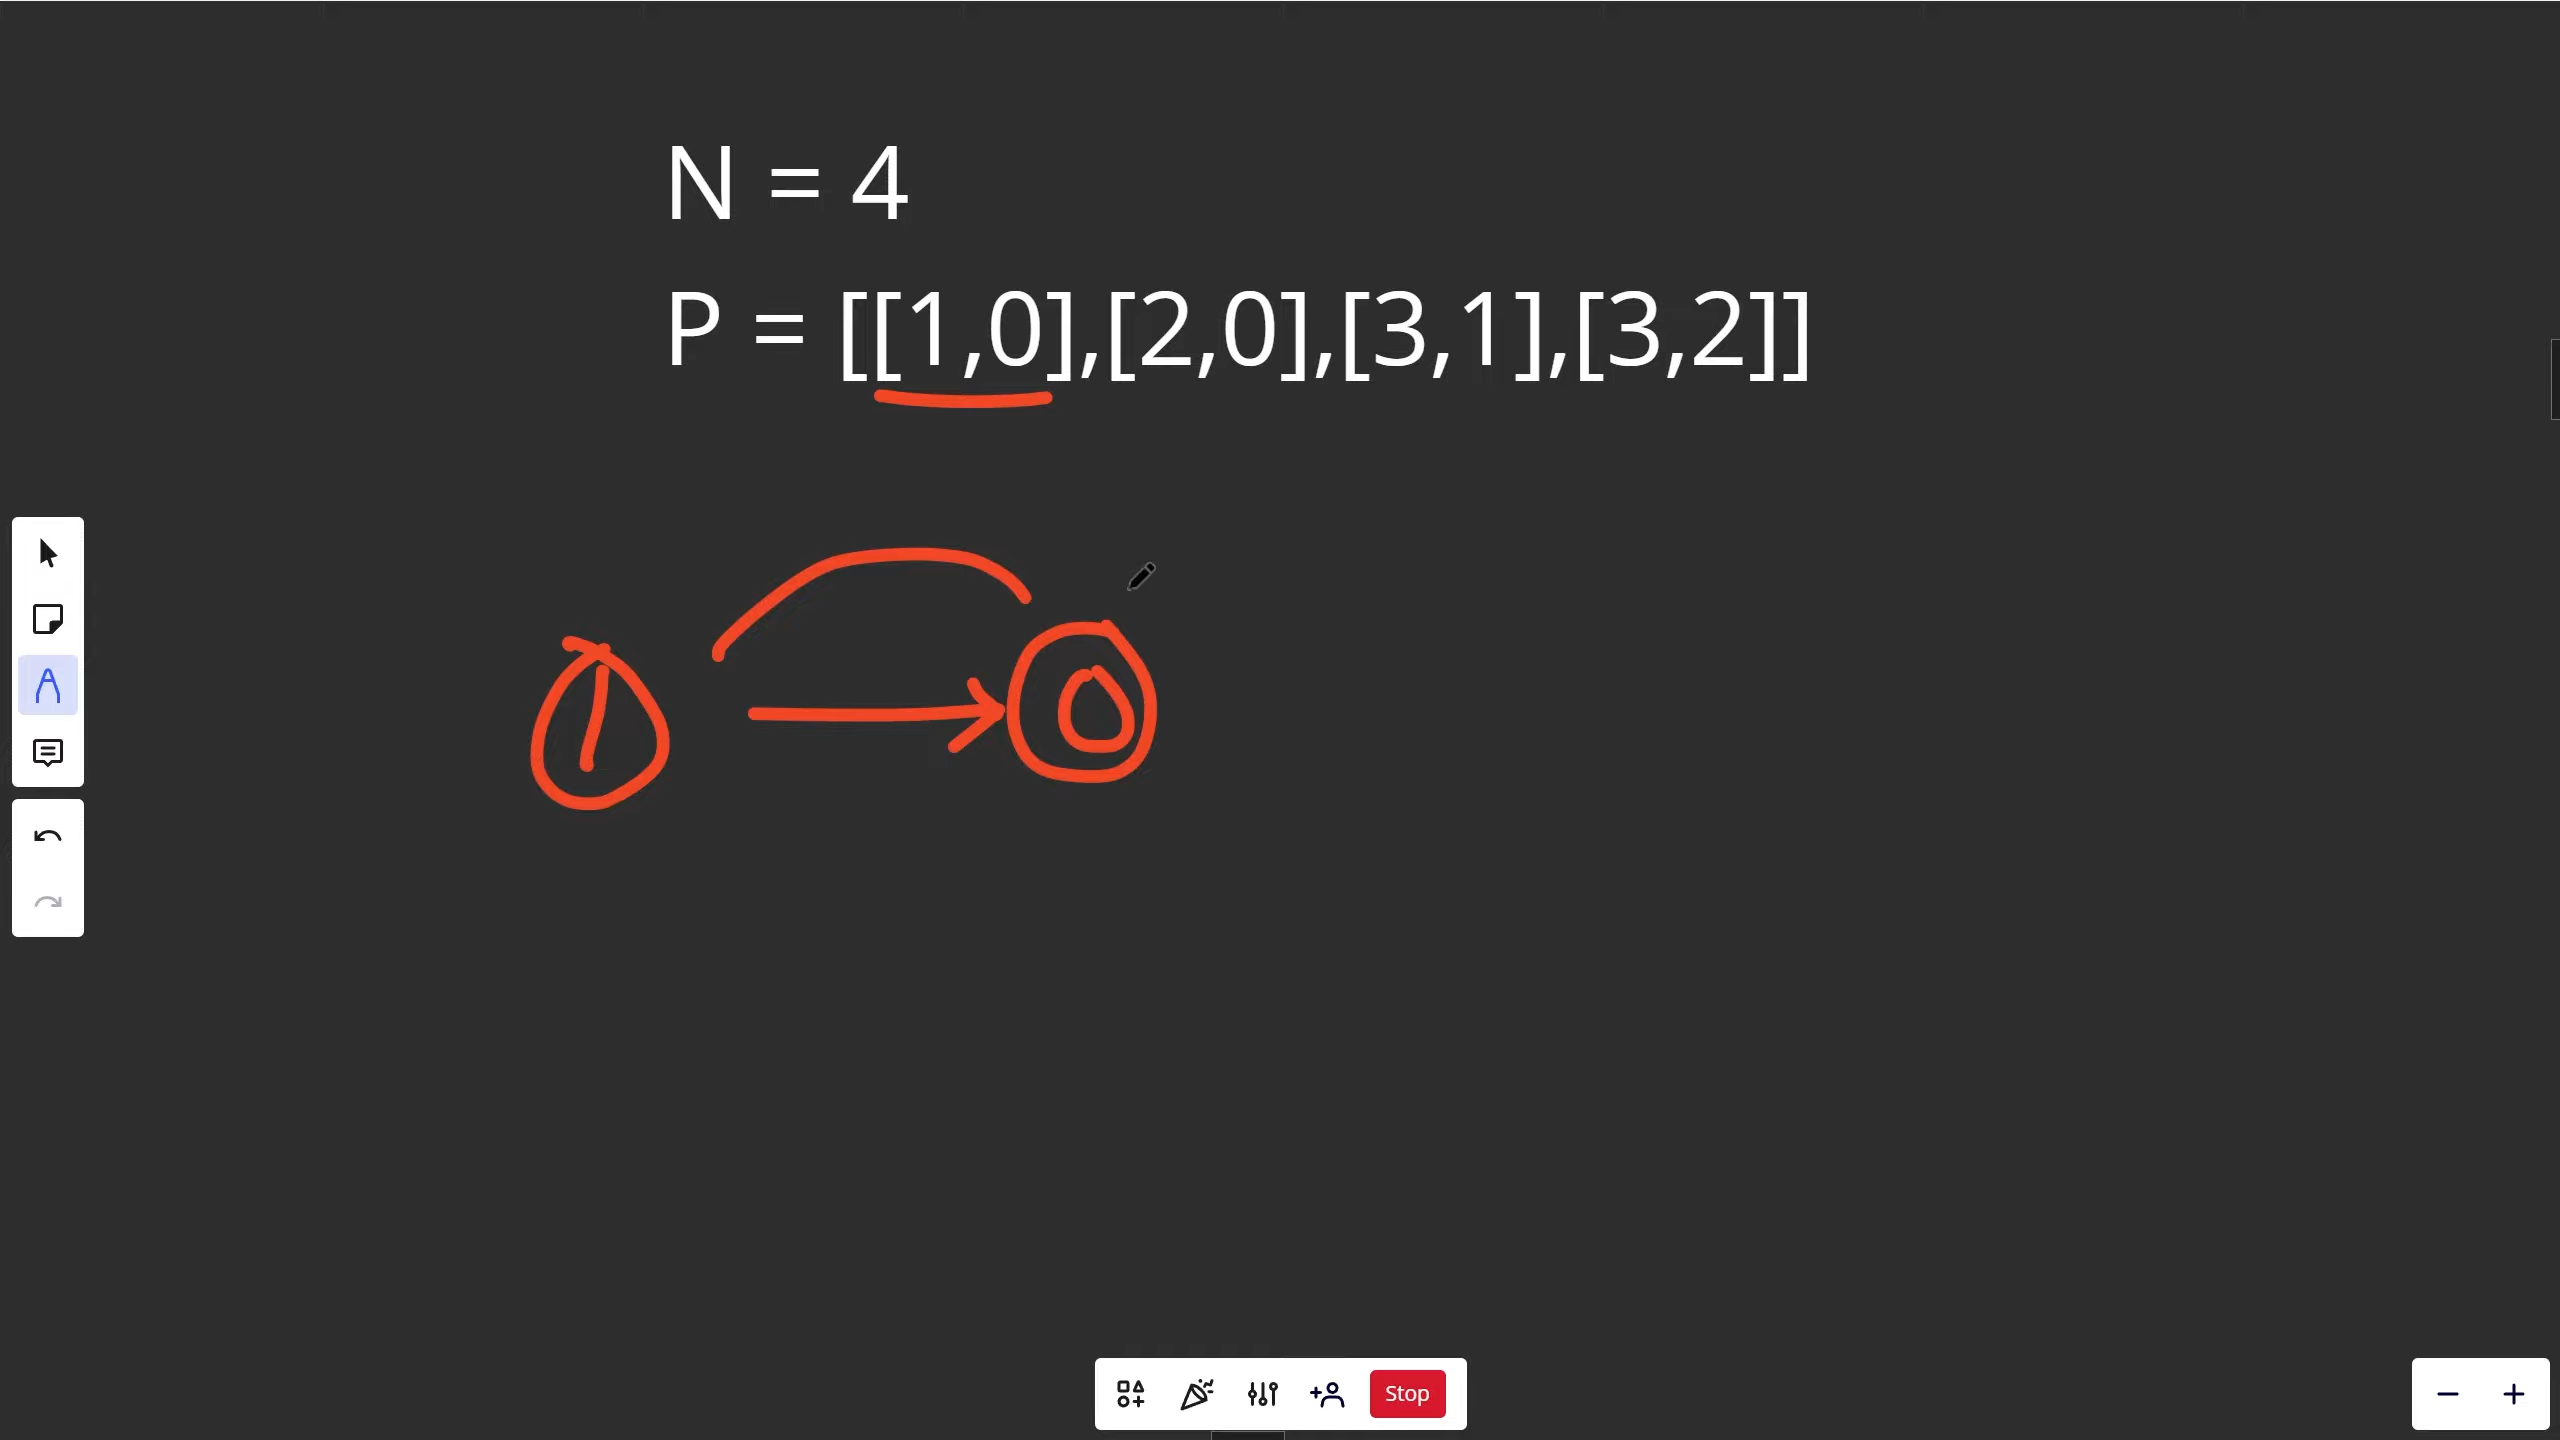 N = 4
P = [[1,0],[2,0],[3,1],[3,2]]
1 0
Stop